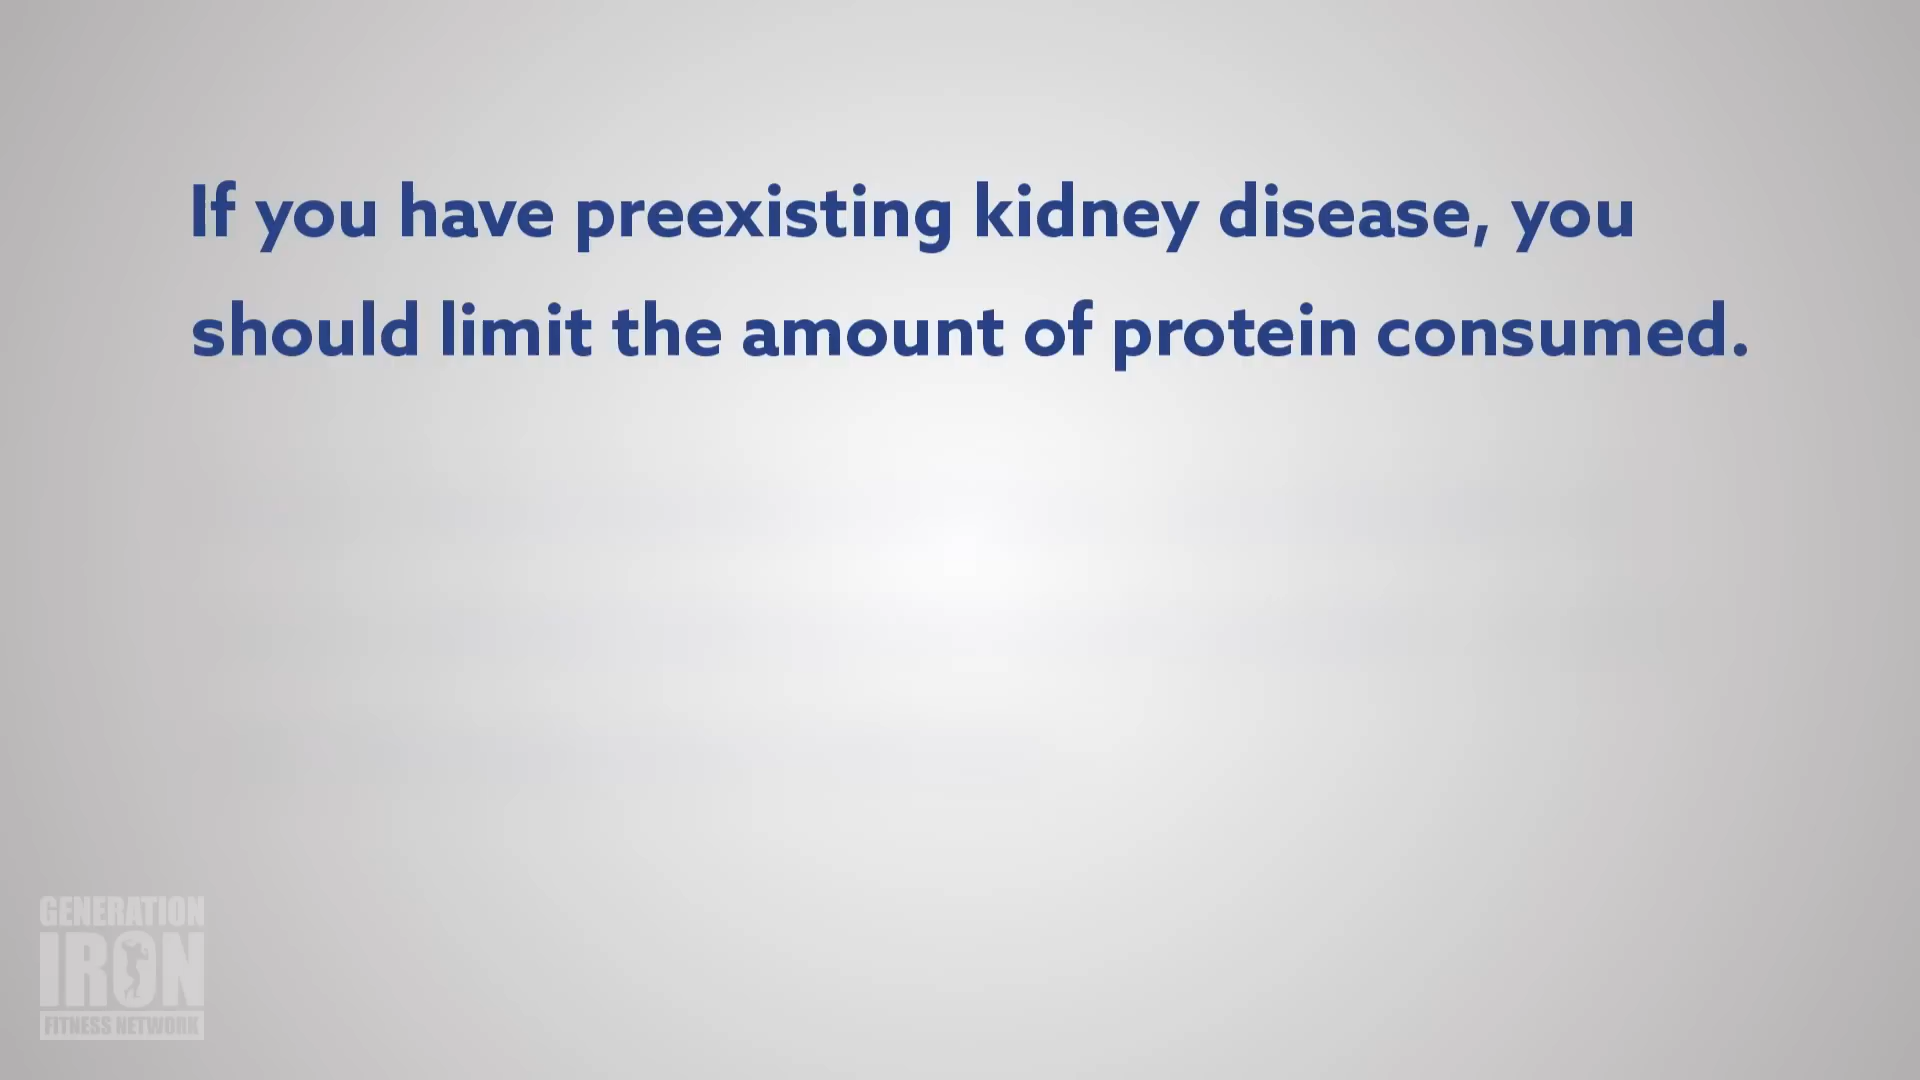 If you have preexisting kidney disease, you
should limit the amount of protein consumed.
GENERATION
IRON
FITNESS NETWORK